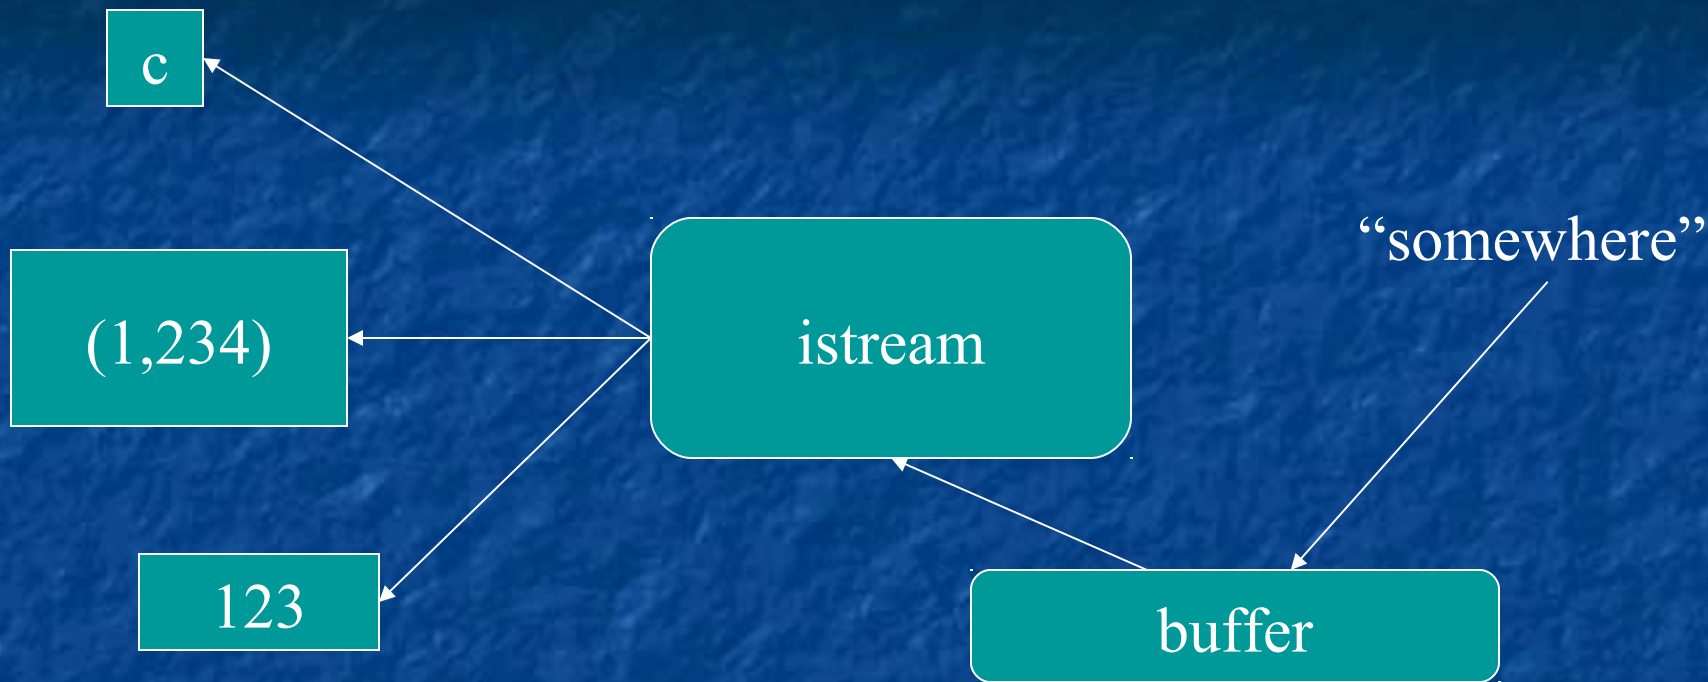 c
“somewhere”
(1,234)
istream
123
buffer